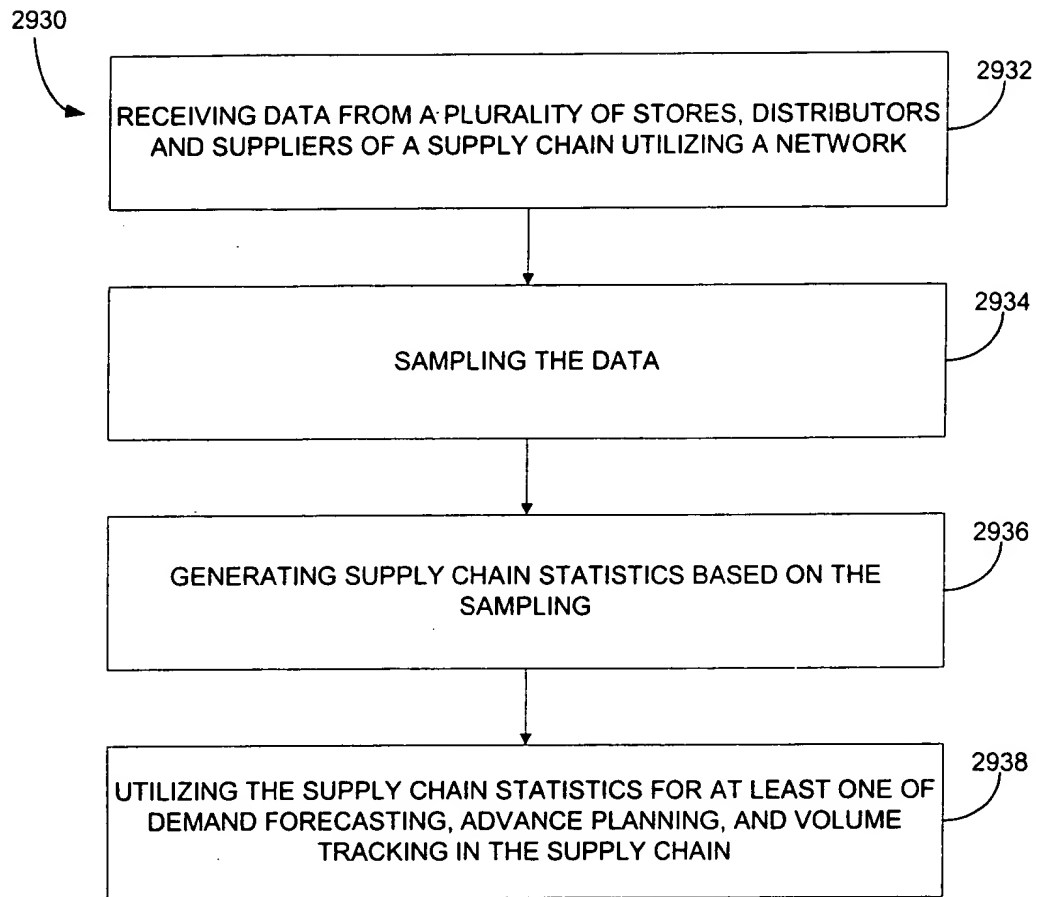 2930
2932
RECEIVING DATA FROM A PLURALITY OF STORES, DISTRIBUTORS
AND SUPPLIERS OF A SUPPLY CHAIN UTILIZING A NETWORK
2934
SAMPLING THE DATA
2936
GENERATING SUPPLY CHAIN STATISTICS BASED ON THE
SAMPLING
2938
UTILIZING THE SUPPLY CHAIN STATISTICS FOR AT LEAST ONE OF
DEMAND FORECASTING, ADVANCE PLANNING, AND VOLUME
TRACKING IN THE SUPPLY CHAIN